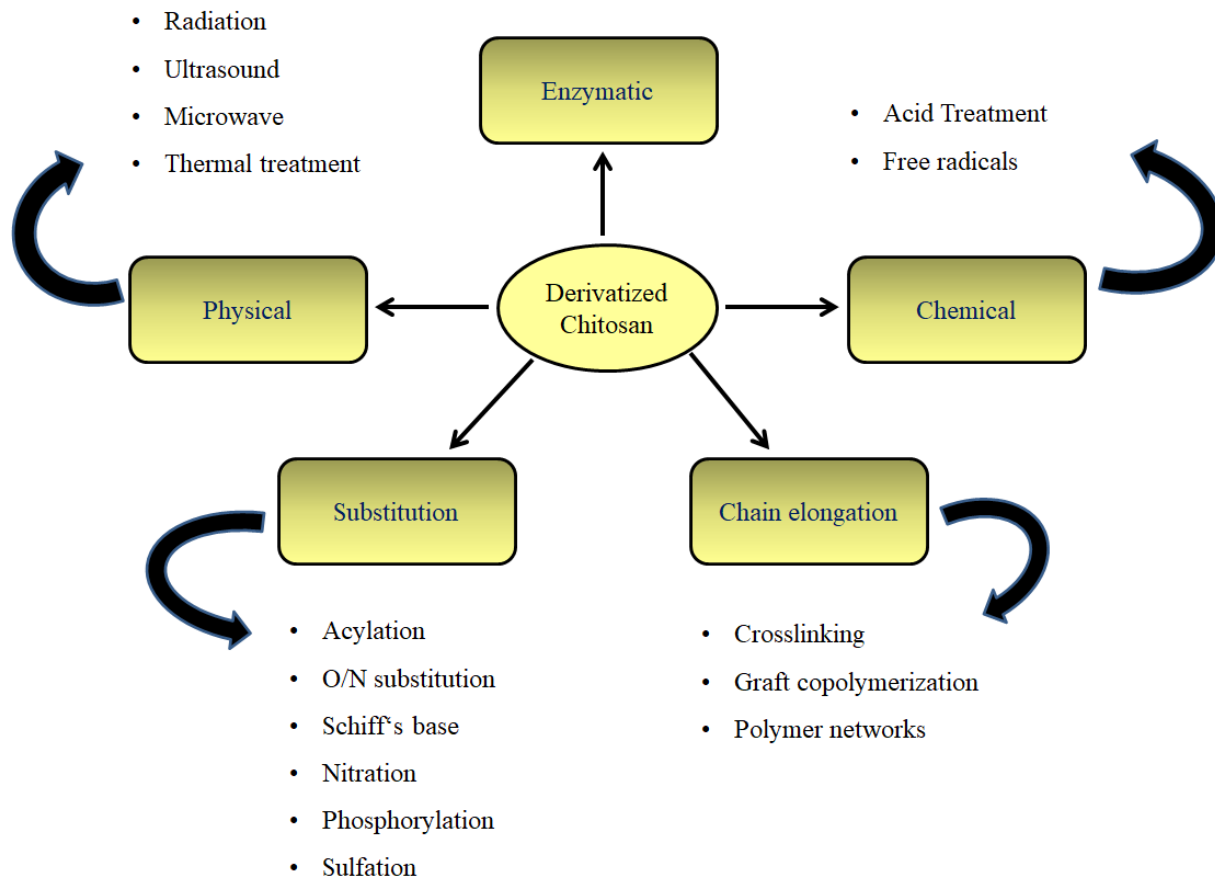 • Radiation
• Ultrasound
• Microwave
• Thermal treatment
Enzymatic
• Acid Treatment
• Free radicals
Physical
Derivatized
Chitosan
Chemical
Substitution
Chain elongation
• Acylation
• O/N substitution
• Schiff‘s base
• Nitration
• Phosphorylation
• Sulfation
• Crosslinking
• Graft copolymerization
• Polymer networks